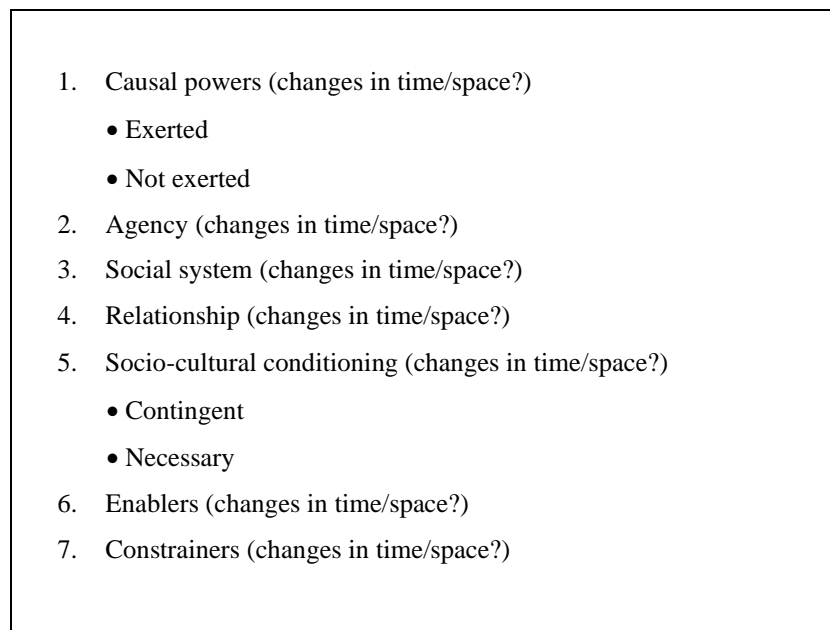 1. Causal powers (changes in time/space?)
• Exerted
• Not exerted
2. Agency (changes in time/space?)
3. Social system (changes in time/space?)
4. Relationship (changes in time/space?)
5. Socio-cultural conditioning (changes in time/space?)
• Contingent
• Necessary
6. Enablers (changes in time/space?)
7. Constrainers (changes in time/space?)